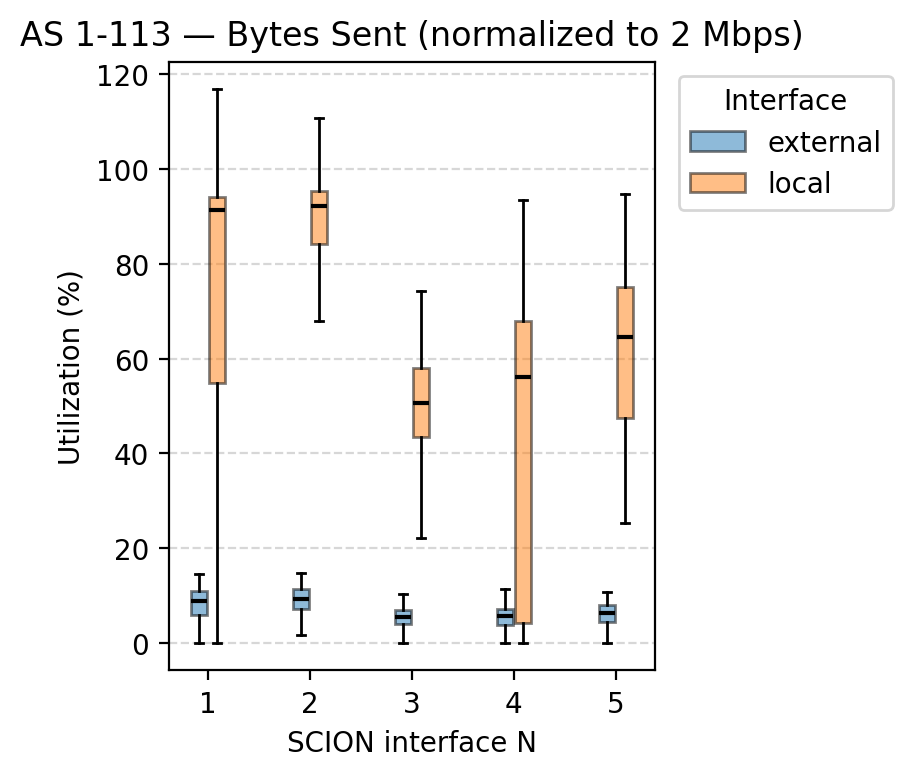 AS 1-113 — Bytes Sent (normalized to 2 Mbps)
120
100
80
60
40
20
0
Utilization (%)
1 2 3 4 5
SCION interface N
Interface
external
local